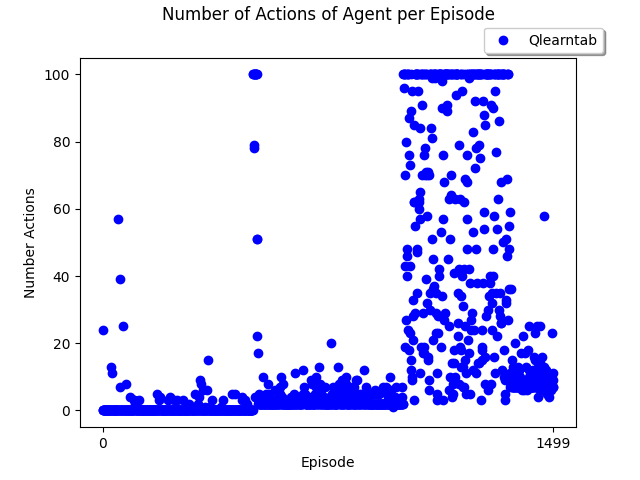 Number of Actions of Agent per Episode
Qlearntab
100
80
60
40
20
0
Number Actions
0
1499
Episode